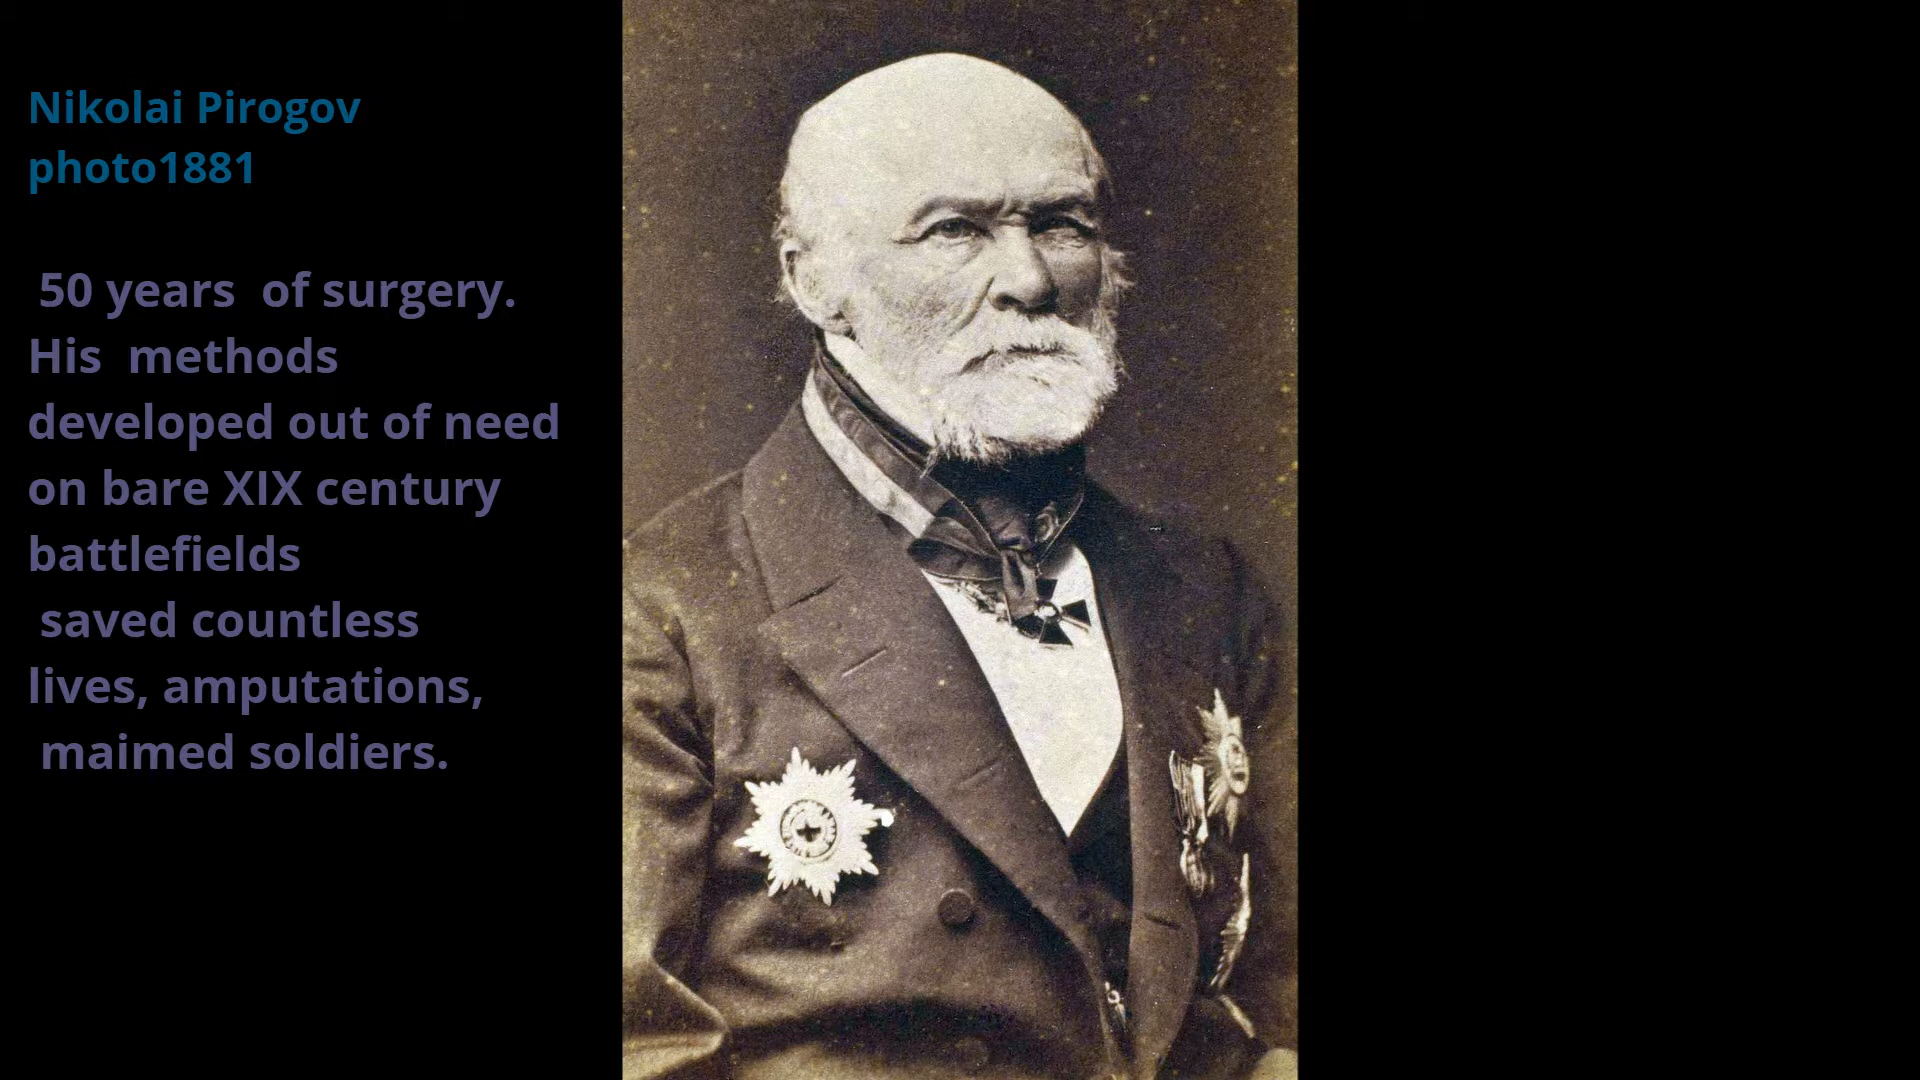 Nikolai Pirogov
photo1881
50 years of surgery.
His methods
developed out of need
on bare XIX century
battlefields
saved countless
lives, amputations,
maimed soldiers.